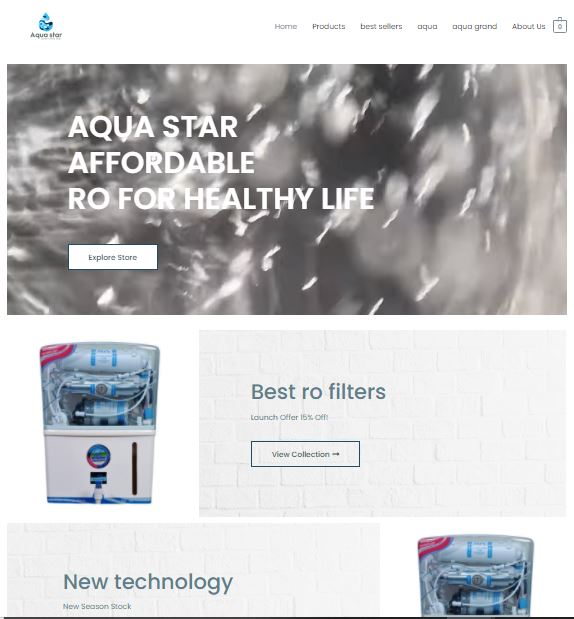 Aqua star
Home
Products
best sellers
aqua
aqua grand
About Us
0
AQUA STAR
AFFORDABLE
RO FOR HEALTHY LIFE
Explore Store
Best ro filters
Launch Offer 15% Off!
View Collection →
New technology
New Season Stock